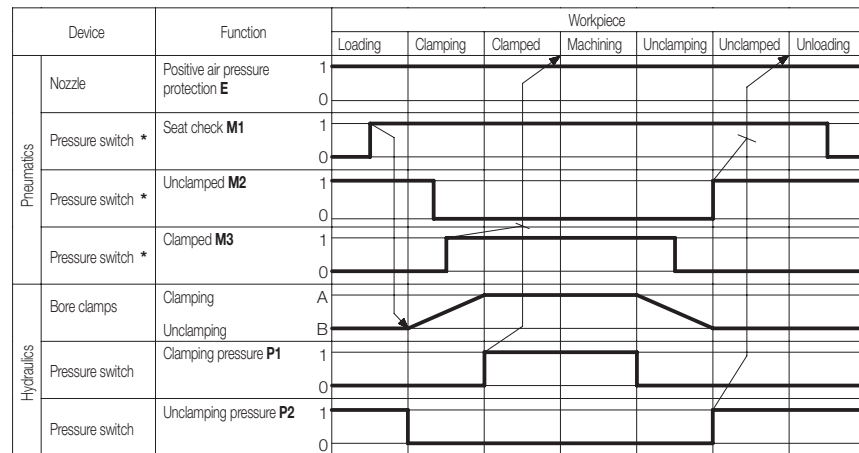 Device Function Workpiece
Loading Clamping Clamped Machining Unclamping Unclamped Unloading
Pneumatics
Nozzle Positive air pressure 1
protection E 0
Pressure switch * Seat check M1 1
0
Pressure switch * Unclamped M2 1
0
Pressure switch * Clamped M3 1
0
Hydraulics
Bore clamps Clamping A
Unclamping B
Pressure switch Clamping pressure P1 1
0
Pressure switch Unclamping pressure P2 1
0